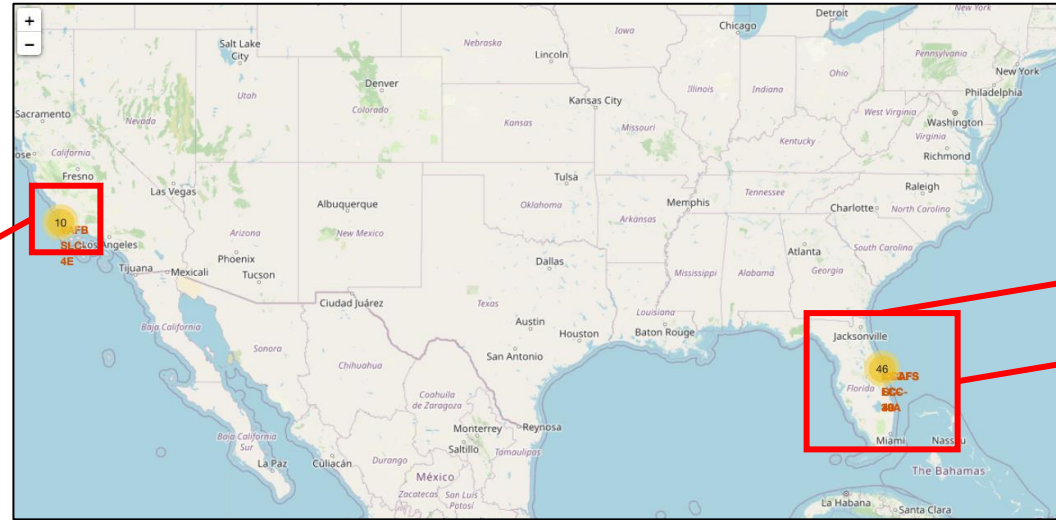 +
−
Detroit
New York
Chicago
Salt Lake
City
Nebraska
Iowa
Lincoln
Pennsylvania
New York
Utah
Denver
Colorado
Illinois
Indiana
Ohio
Philadelphia
Sacramento
Nevada
Kansas City
Kansas
Missouri
West Virginia
Washington
Virginia
California
Kentucky
Richmond
Fresno
Las Vegas
Tulsa
Raleigh
Albuquerque
Oklahoma
Memphis
Tennessee
Charlotte
North Carolina
10
AFB
SLC-
4E
Los Angeles
Arizona
New Mexico
Arkansas
Phoenix
Atlanta
South Carolina
Tijuana
Mexicali
Tucson
Dallas
Mississippi
Alabama
Georgia
Ciudad Juárez
Texas
Louisiana
Baja California
Austin
Houston
Baton Rouge
Jacksonville
Sonora
San Antonio
Chihuahua
46
AFS
Florida
Coahuila
de Zaragoza
Monterrey
Reynosa
Baja California
Sur
Saltillo
Tamaulipas
Miami
Nassau
La Paz
Culiacán
Durango
México
The Bahamas
Zacatecas
San Luis
Potosí
La Habana
Santa Clara